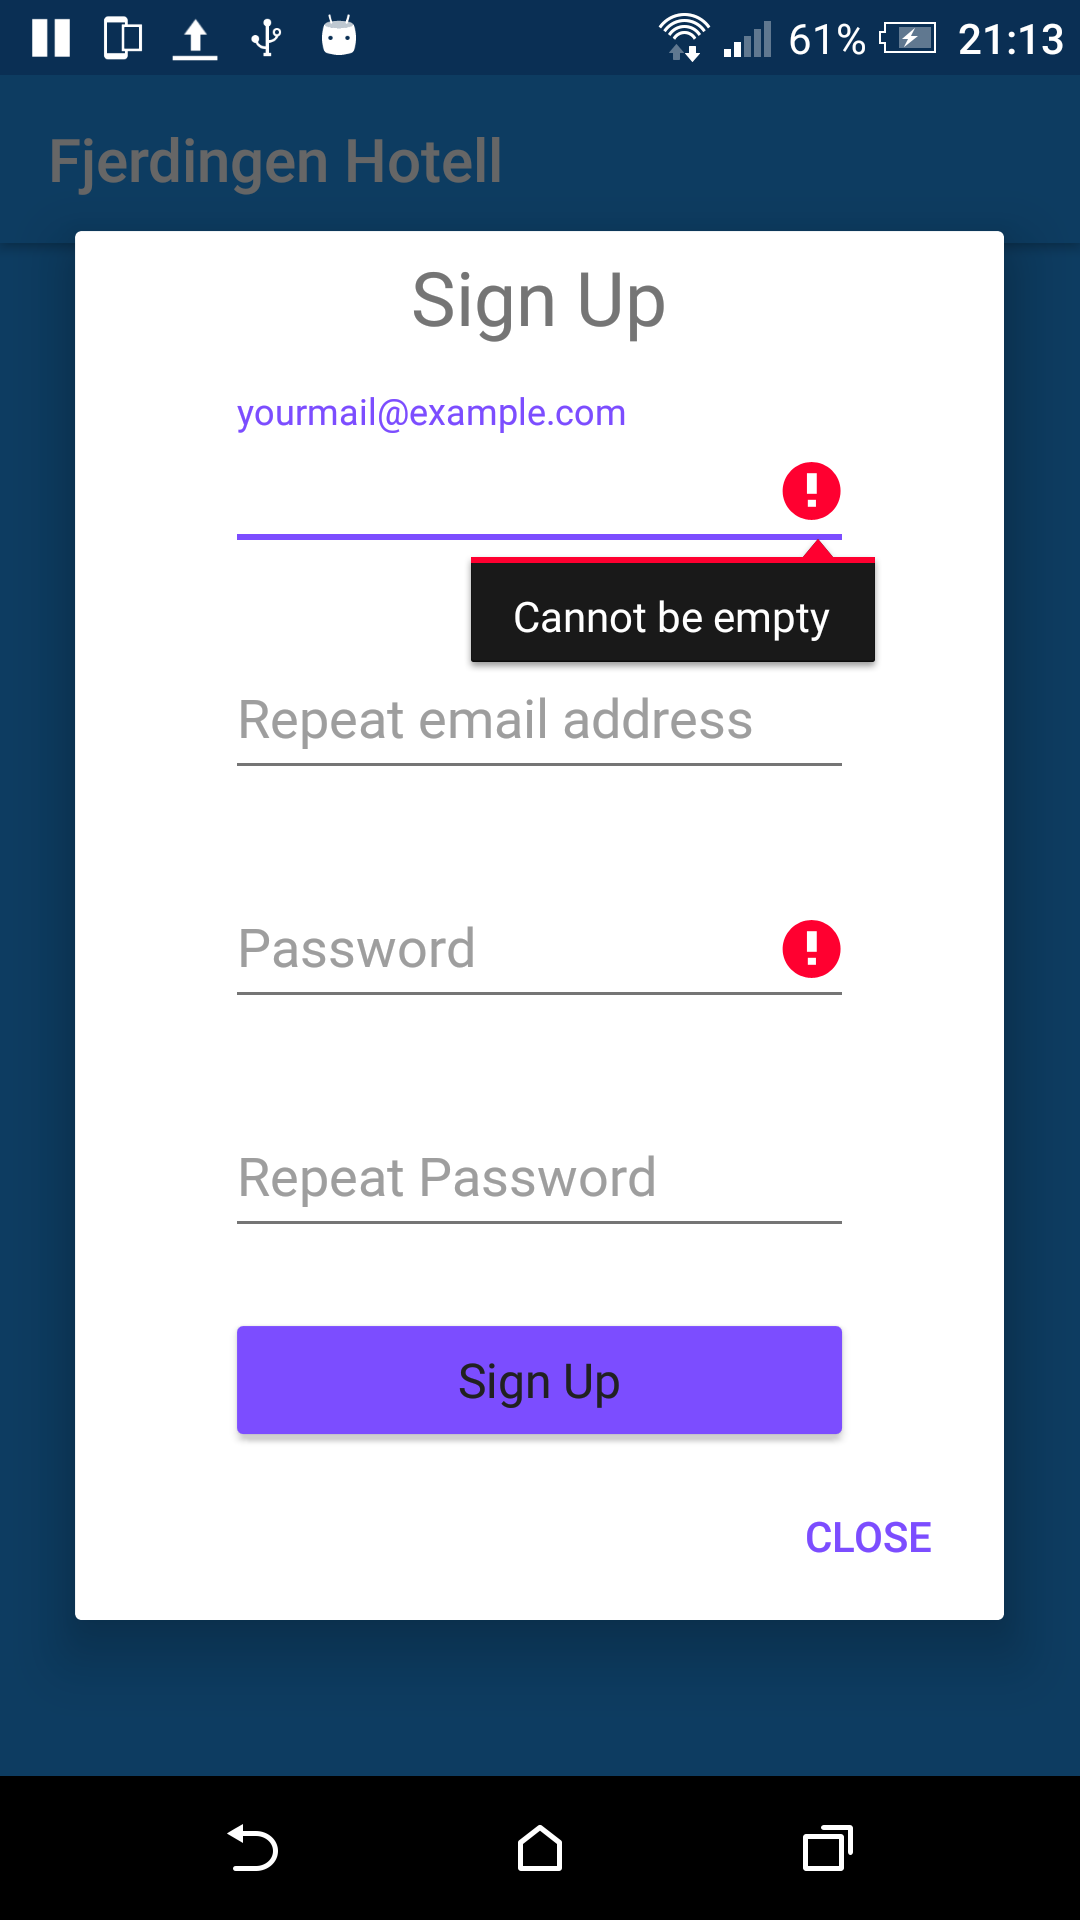 61% 21:13
Fjerdingen Hotell
Sign Up
yourmail@example.com
Cannot be empty
Repeat email address
Password
Repeat Password
Sign Up
CLOSE